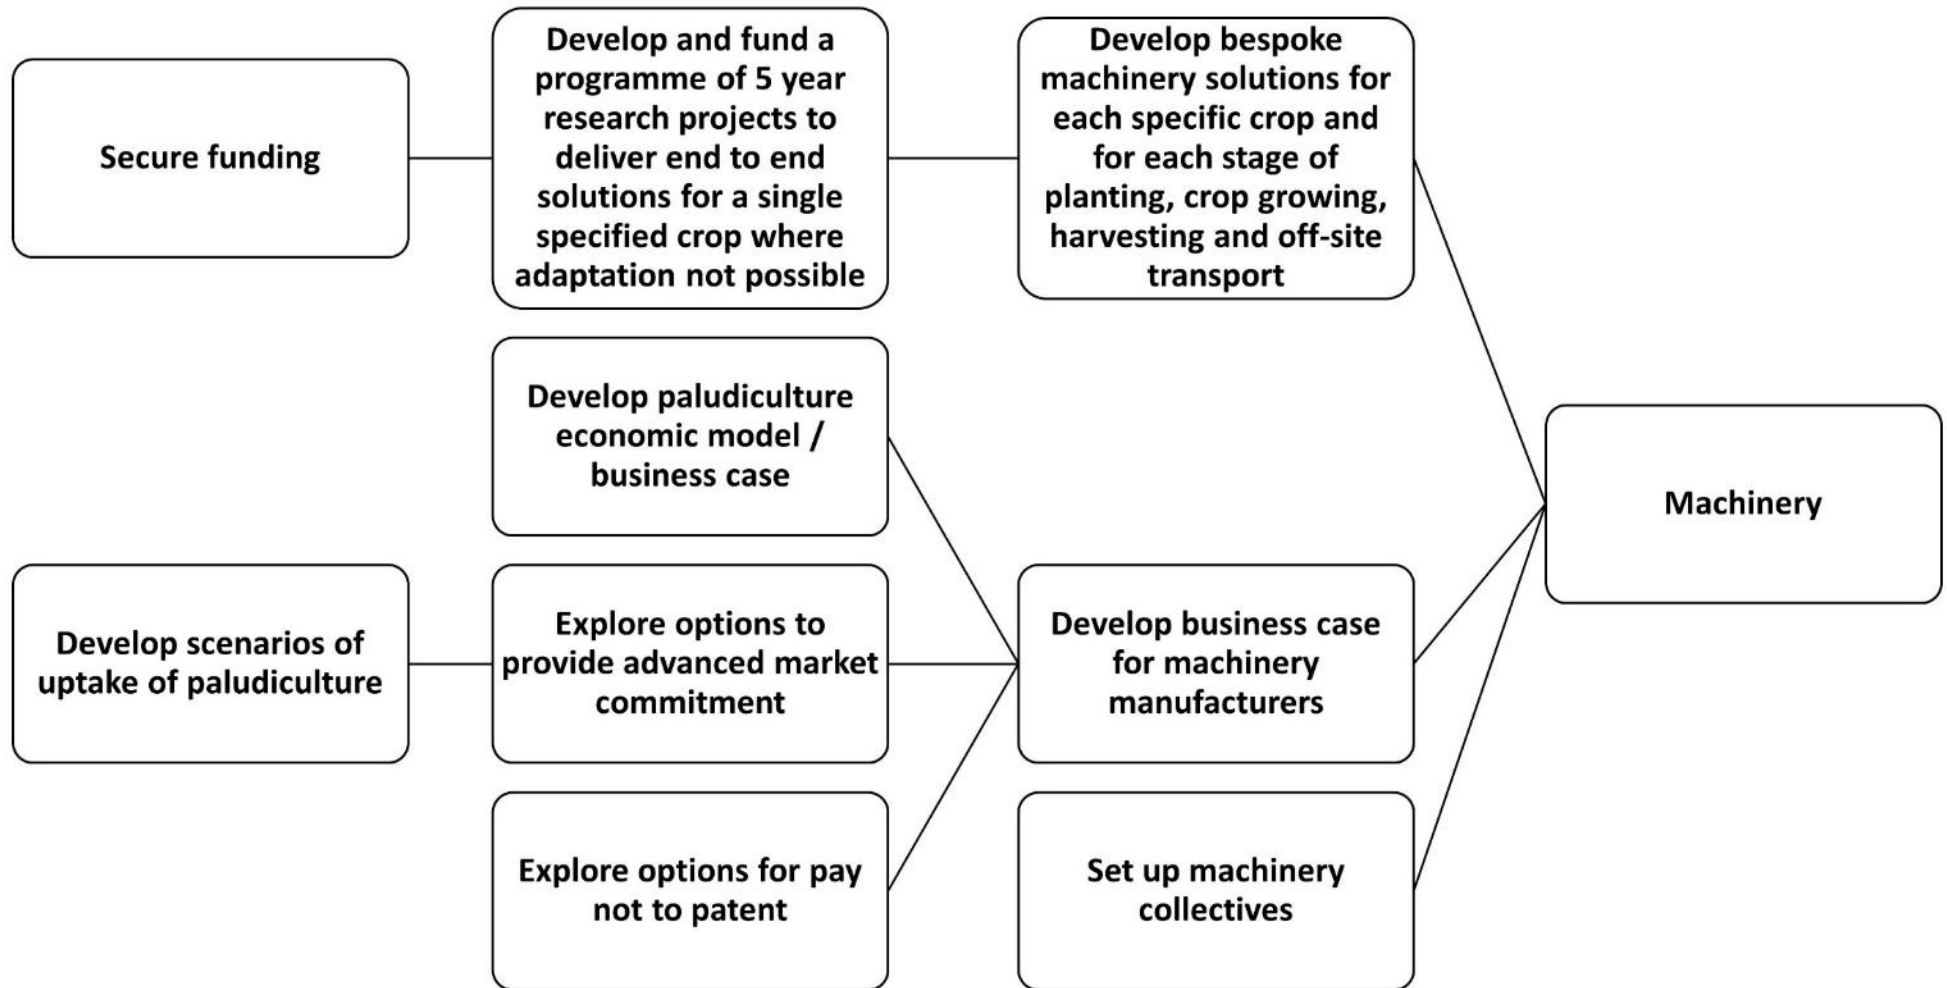 Secure funding
Develop and fund a
programme of 5 year
research projects to
deliver end to end
solutions for a single
specified crop where
adaptation not possible
Develop bespoke
machinery solutions for
each specific crop and
for each stage of
planting, crop growing,
harvesting and off-site
transport
Develop paludiculture
economic model /
business case
Machinery
Develop scenarios of
uptake of paludiculture
Explore options to
provide advanced market
commitment
Develop business case
for machinery
manufacturers
Explore options for pay
not to patent
Set up machinery
collectives